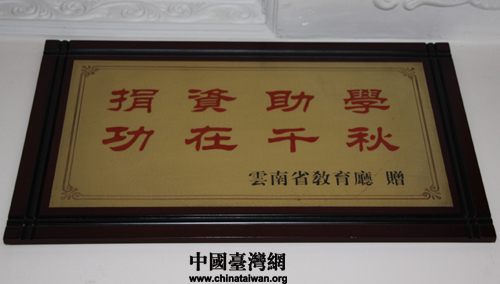 捐資助學
功在千秋
雲南省教育廳 贈
中國臺灣網
www.chinataiwan.org